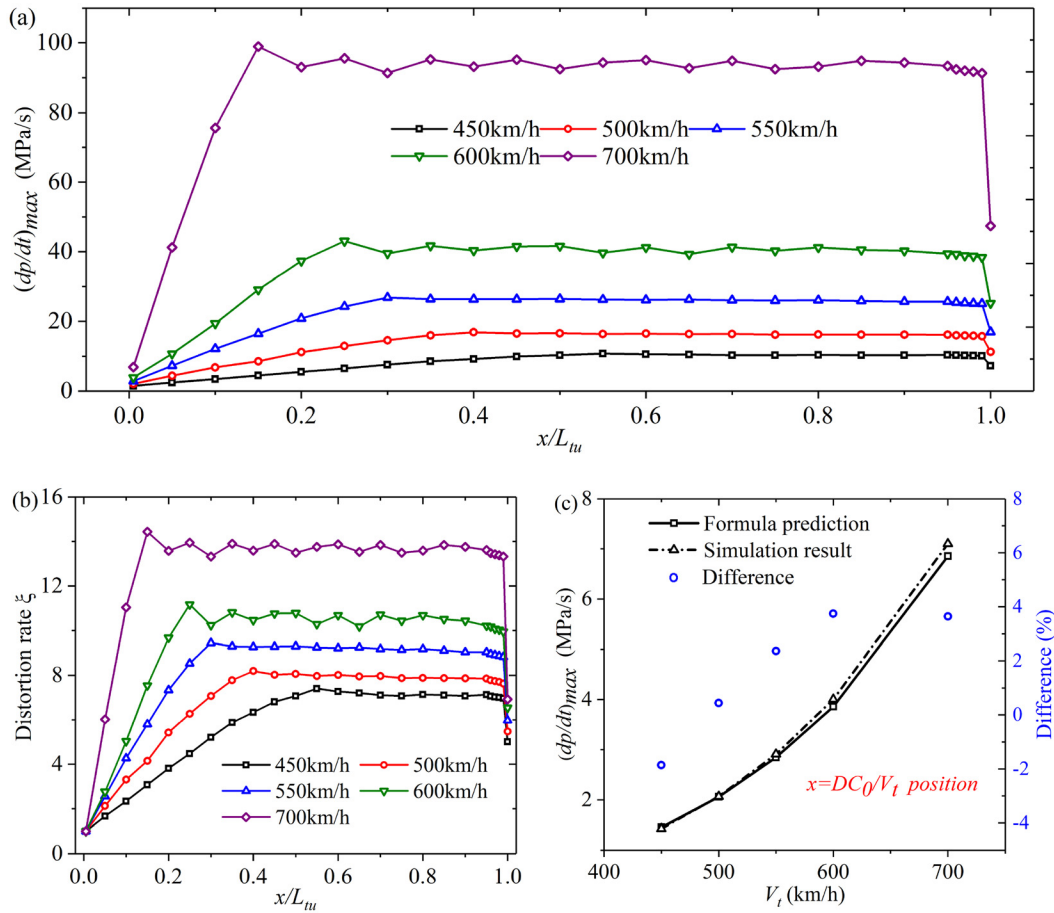 (a)
100
80
60
40
20
0
(dp/dt)max (MPa/s)
450km/h 500km/h 550km/h
600km/h 700km/h
0.0 0.2 0.4 0.6 0.8 1.0
x/Ltu
(b)
16
12
8
4
0
Distortion rate ξ
450km/h 500km/h
550km/h 600km/h
700km/h
0.0 0.2 0.4 0.6 0.8 1.0
x/Ltu
(c)
8
6
4
2
(dp/dt)max (MPa/s)
Formula prediction
Simulation result
Difference
x=DC0/Vt position
8
6
4
2
0
-2
-4
Difference (%)
400 500 600 700
Vt (km/h)